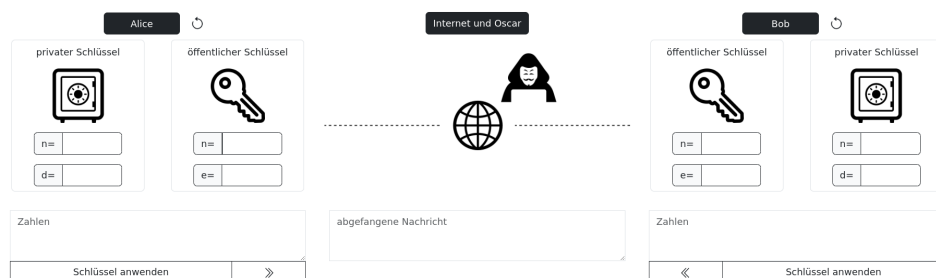 Alice
Internet und Oscar
Bob
privater Schlüssel
öffentlicher Schlüssel
öffentlicher Schlüssel
privater Schlüssel
n=
n=
n=
n=
d=
e=
e=
d=
Zahlen
abgefangene Nachricht
Zahlen
Schlüssel anwenden
Schlüssel anwenden